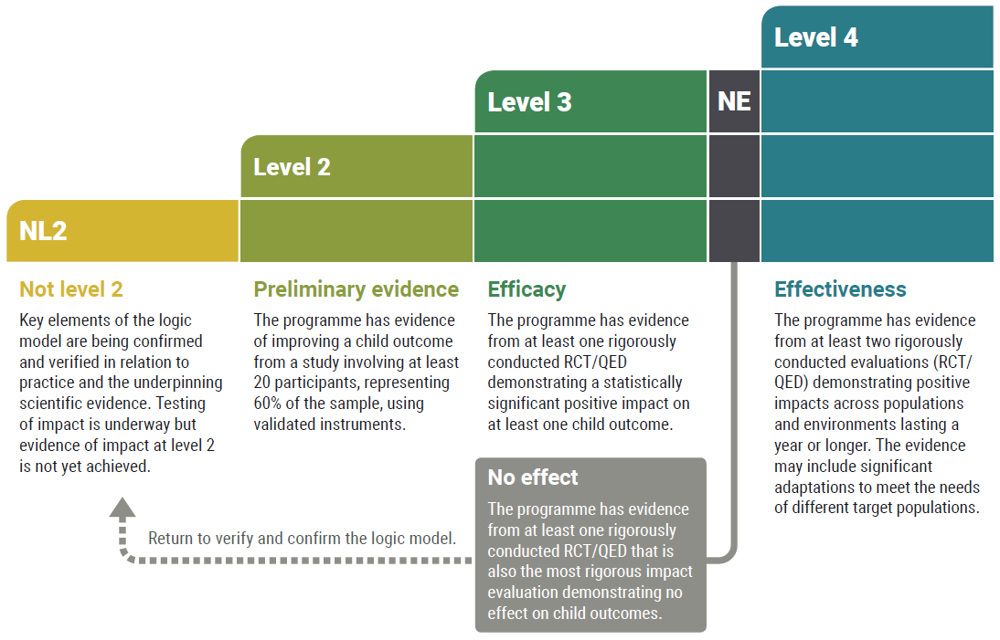 NL2
Level 2
Level 3
NE
Level 4
Not level 2
Key elements of the logic
model are being confirmed
and verified in relation to
practice and the underpinning
scientific evidence. Testing
of impact is underway but
evidence of impact at level 2
is not yet achieved.
Preliminary evidence
The programme has evidence
of improving a child outcome
from a study involving at least
20 participants, representing
60% of the sample, using
validated instruments.
Efficacy
The programme has evidence
from at least one rigorously
conducted RCT/QED
demonstrating a statistically
significant positive impact on
at least one child outcome.
Effectiveness
The programme has evidence
from at least two rigorously
conducted evaluations (RCT/
QED) demonstrating positive
impacts across populations
and environments lasting a
year or longer. The evidence
may include significant
adaptations to meet the needs
of different target populations.
No effect
The programme has evidence
from at least one rigorously
conducted RCT/QED that is
also the most rigorous impact
evaluation demonstrating no
effect on child outcomes.
Return to verify and confirm the logic model.